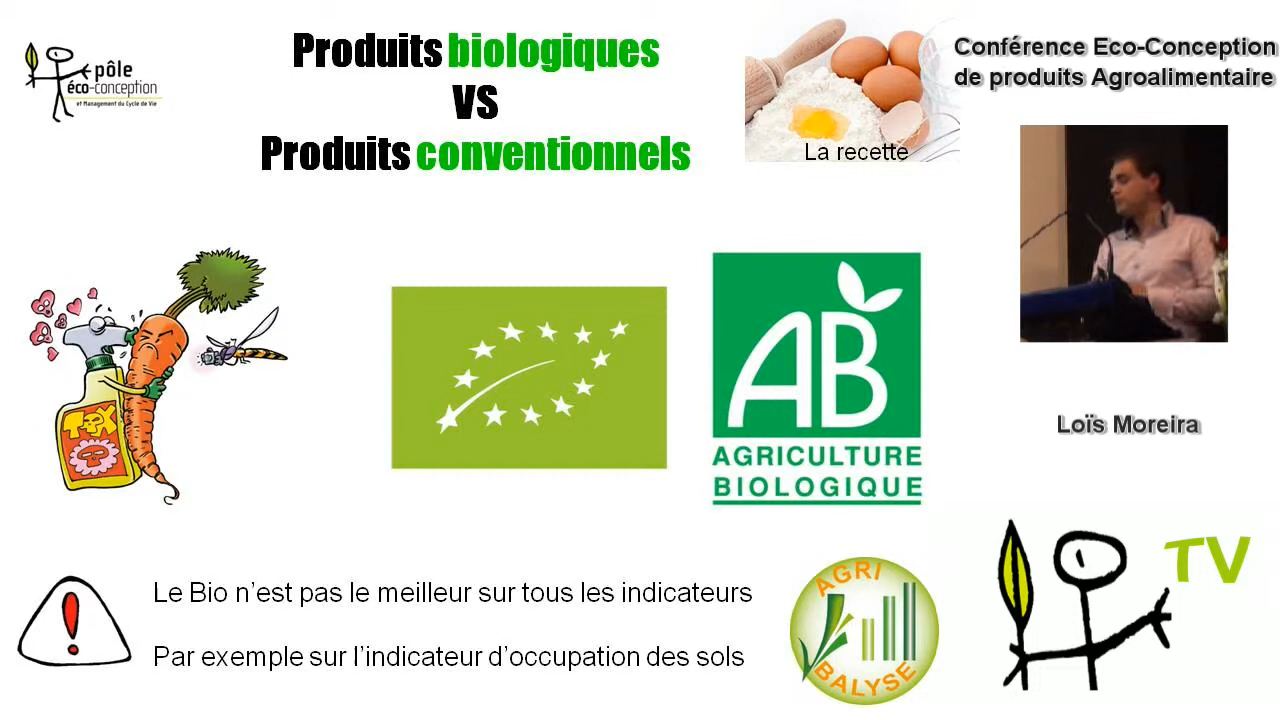 pôle
éco-conception
et Management du Cycle de Vie
Produits biologiques
VS
Produits conventionnels
La recette
Conférence Eco-Conception
de produits Agroalimentaire
Loïs Moreira
TOX
AB
AGRICULTURE
BIOLOGIQUE
Le Bio n’est pas le meilleur sur tous les indicateurs
Par exemple sur l’indicateur d’occupation des sols
AGRI
BALYSE
TV